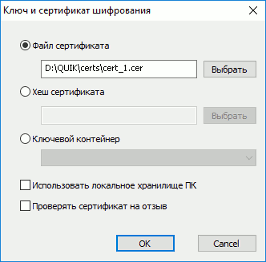 Ключ и сертификат шифрования
Файл сертификата
D:\QUIK\certs\cert_1.cer
Выбрать
Хеш сертификата
Выбрать
Ключевой контейнер
Использовать локальное хранилище ПК
Проверять сертификат на отзыв
OK
Cancel